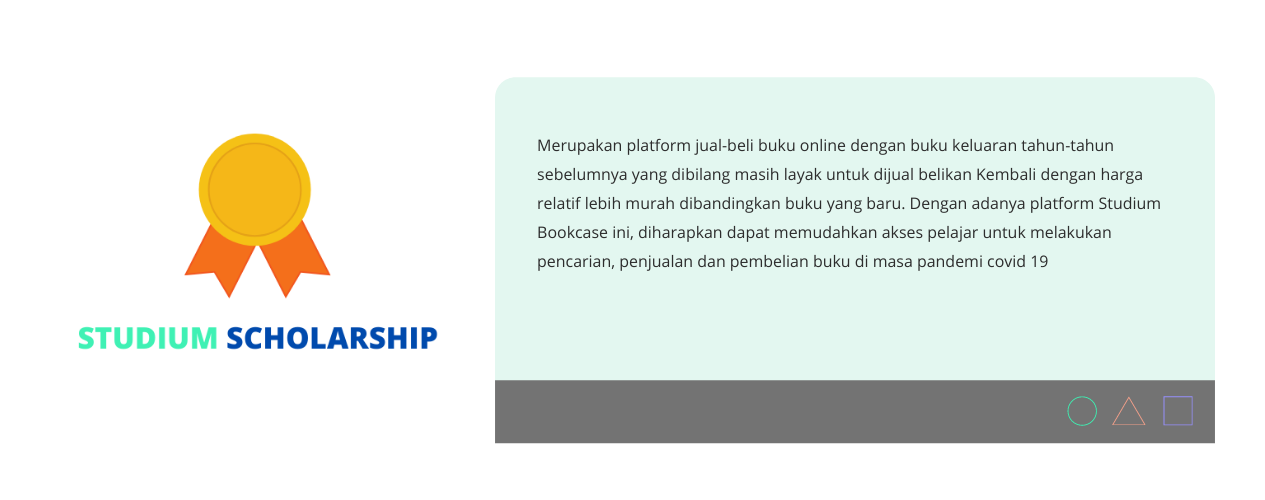 STUDIUM SCHOLARSHIP
Merupakan platform jual-beli buku online dengan buku keluaran tahun-tahun
sebelumnya yang dibilang masih layak untuk dijual belikan Kembali dengan harga
relatif lebih murah dibandingkan buku yang baru. Dengan adanya platform Studium
Bookcase ini, diharapkan dapat memudahkan akses pelajar untuk melakukan
pencarian, penjualan dan pembelian buku di masa pandemi covid 19